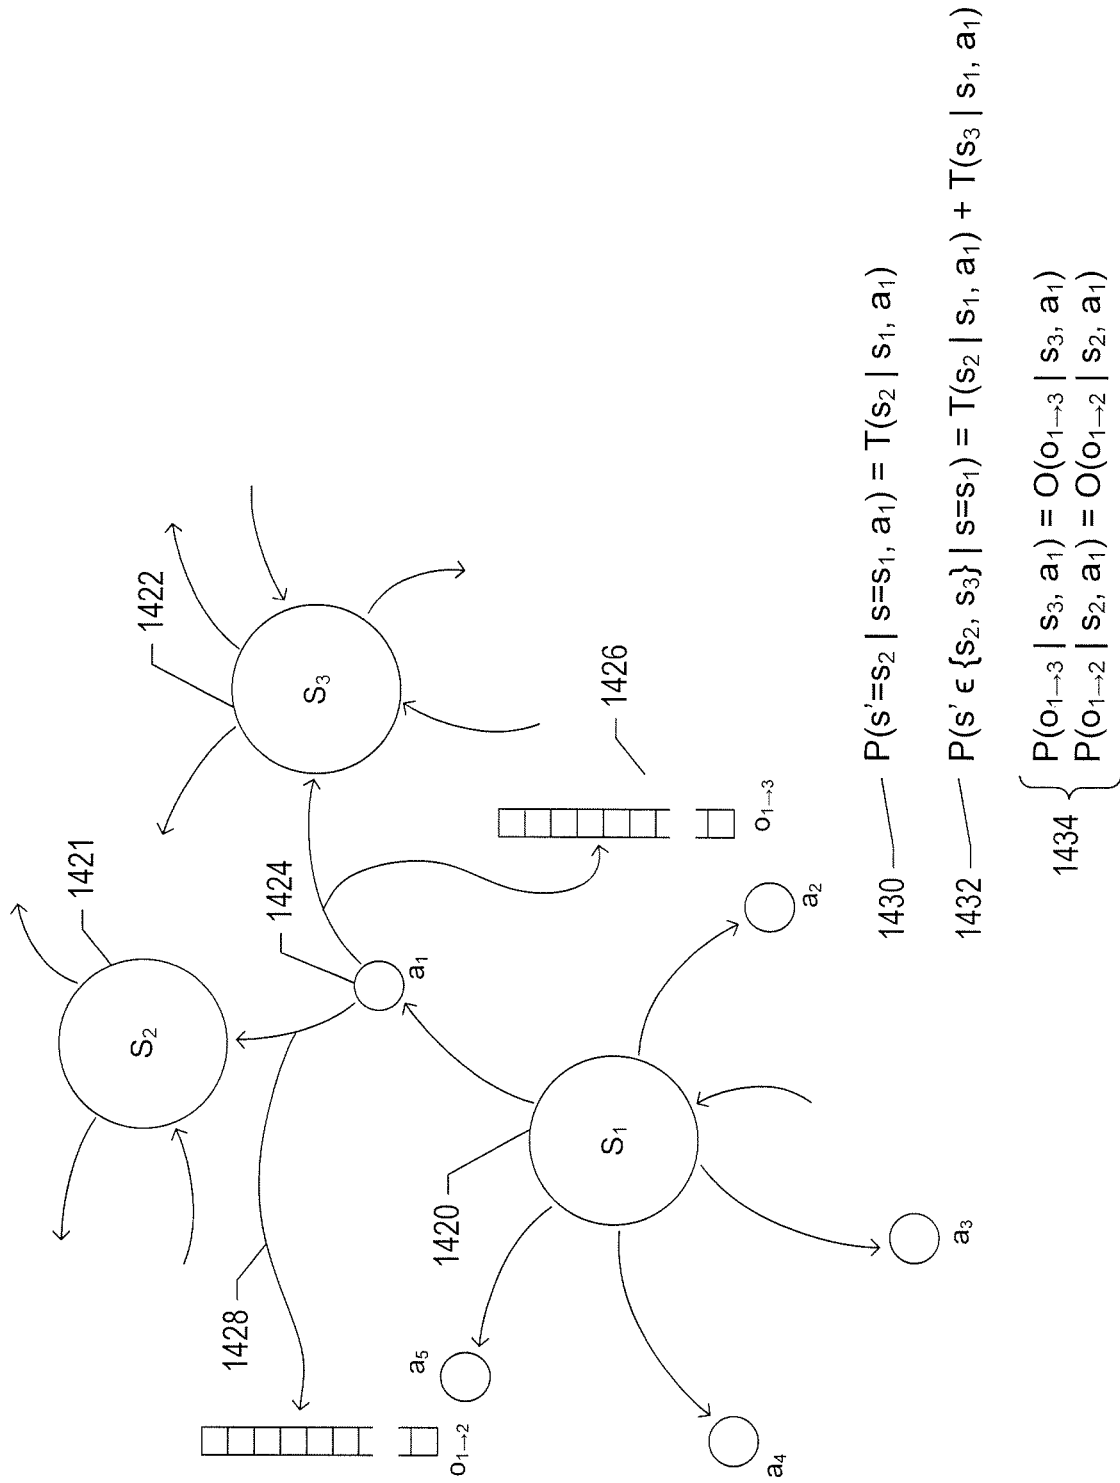 1421
S₂
1422
S₃
1428
1424
a₁
1426
o₁→₂
o₁→₃
a₅
1420
S₁
a₂
a₄
a₃
1430 P(s'=s₂ | s=s₁, a₁) = T(s₂ | s₁, a₁)
1432 P(s' ϵ {s₂, s₃} | s=s₁) = T(s₂ | s₁, a₁) + T(s₃ | s₁, a₁)
1434 P(o₁→₃ | s₃, a₁) = O(o₁→₃ | s₃, a₁)
P(o₁→₂ | s₂, a₁) = O(o₁→₂ | s₂, a₁)